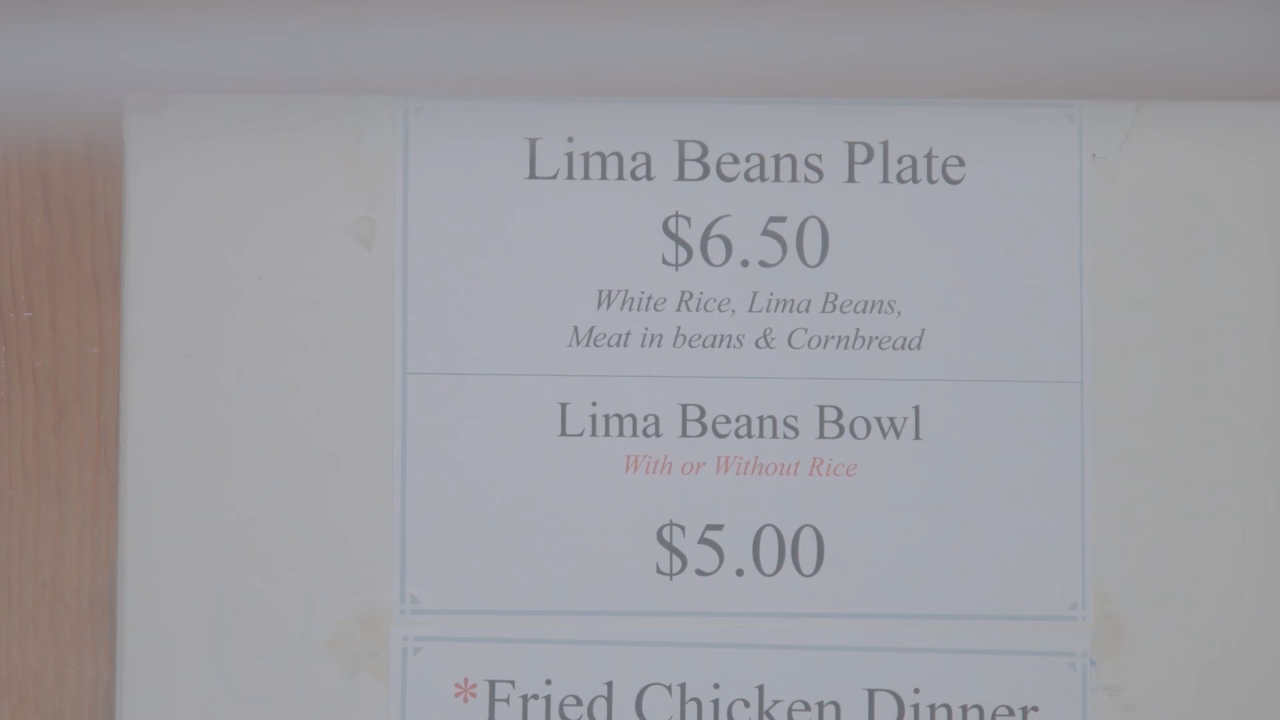 Lima Beans Plate
$6.50
White Rice, Lima Beans,
Meat in beans & Cornbread
Lima Beans Bowl
With or Without Rice
$5.00
*Fried Chicken Dinner